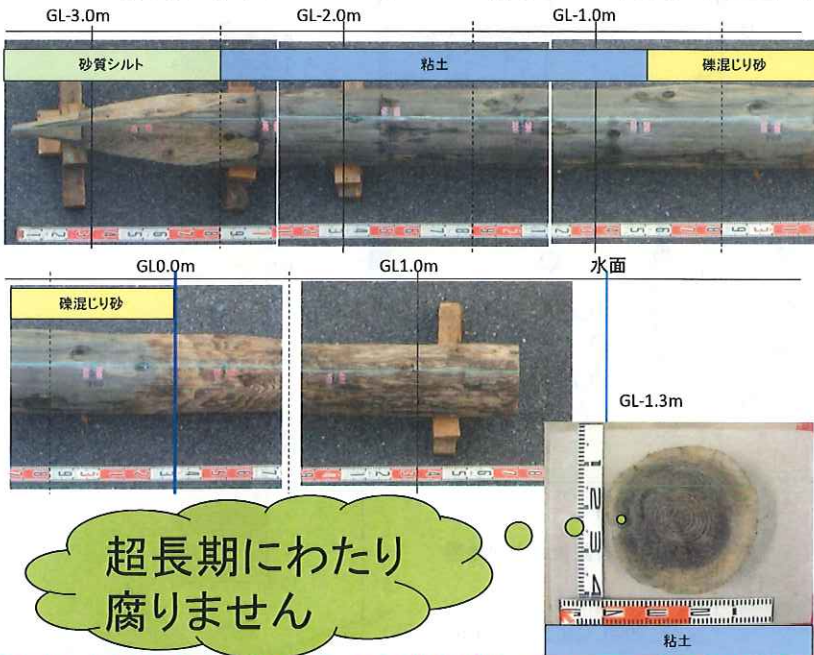 GL-3.0m GL-2.0m GL-1.0m
砂質シルト 粘土 礫混じり砂
GL0.0m GL1.0m 水面
礫混じり砂
GL-1.3m
超長期にわたり
腐りません
粘土